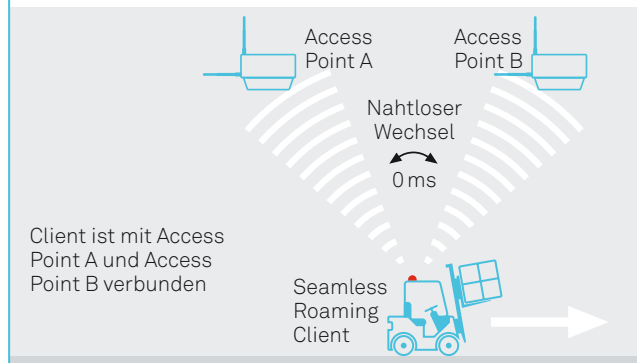 Access
Point A
Access
Point B
Nahtloser
Wechsel
0 ms
Client ist mit Access
Point A und Access
Point B verbunden
Seamless
Roaming
Client